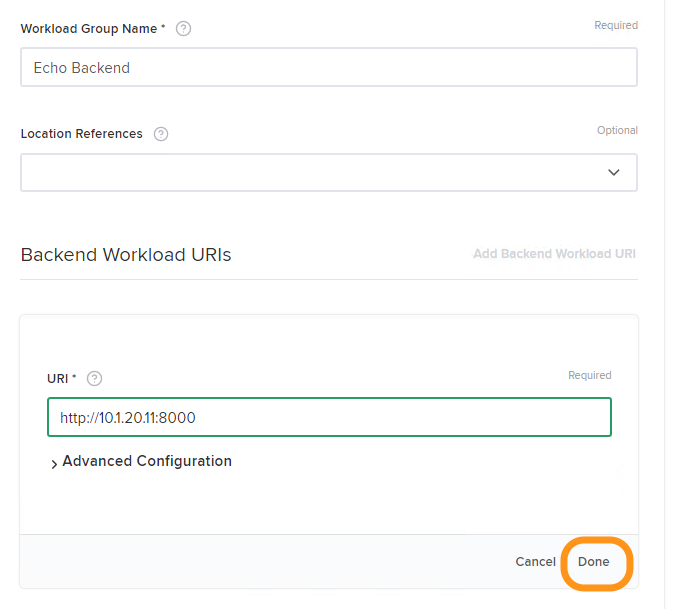 Workload Group Name * ? Required
Echo Backend
Location References ? Optional
Backend Workload URIs Add Backend Workload URI
URI * ? Required
http://10.1.20.11:8000
Advanced Configuration
Cancel Done